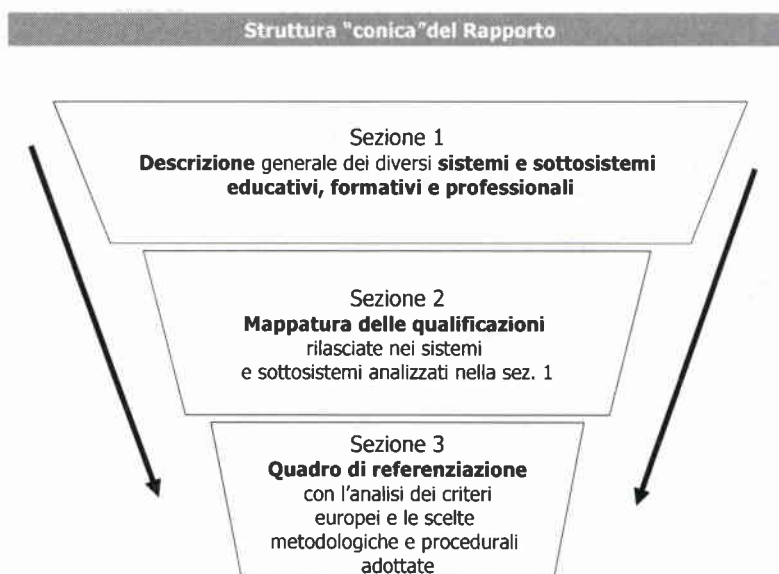 Struttura "conica"del Rapporto
Sezione 1
Descrizione generale dei diversi sistemi e sottosistemi
educativi, formativi e professionali
Sezione 2
Mappatura delle qualificazioni
rilasciate nei sistemi
e sottosistemi analizzati nella sez. 1
Sezione 3
Quadro di referenziazione
con l'analisi dei criteri
europei e le scelte
metodologiche e procedurali
adottate